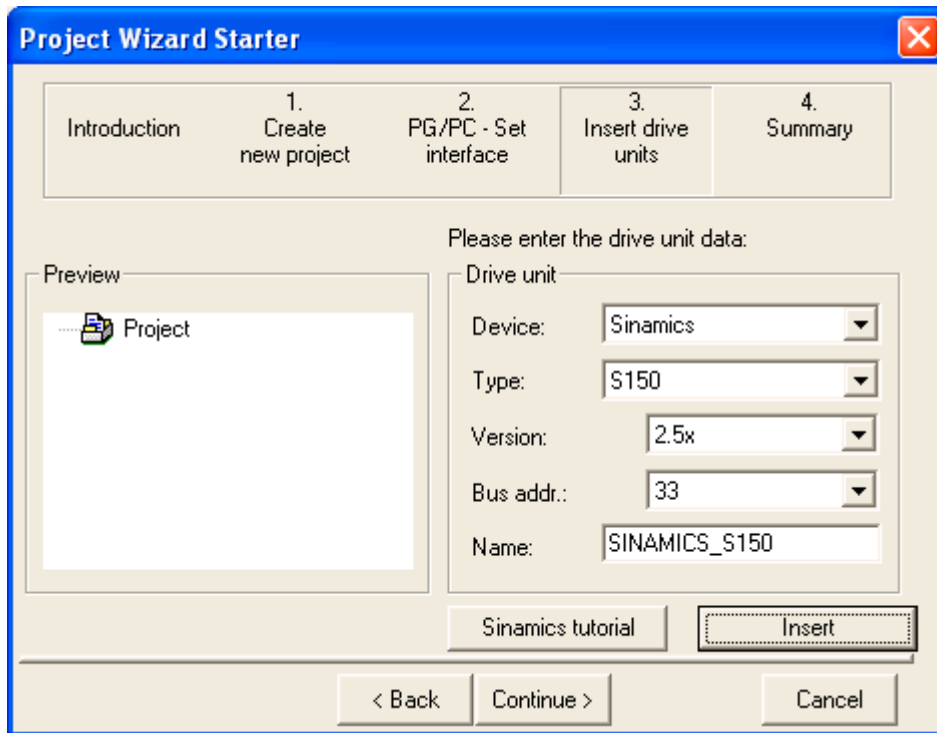 Project Wizard Starter
Introduction
1.
Create
new project
2.
PG/PC - Set
interface
3.
Insert drive
units
4.
Summary
Please enter the drive unit data:
Preview
Project
Drive unit
Device: Sinamics
Type: S150
Version: 2.5x
Bus addr.: 33
Name: SINAMICS_S150
Sinamics tutorial
Insert
< Back
Continue >
Cancel